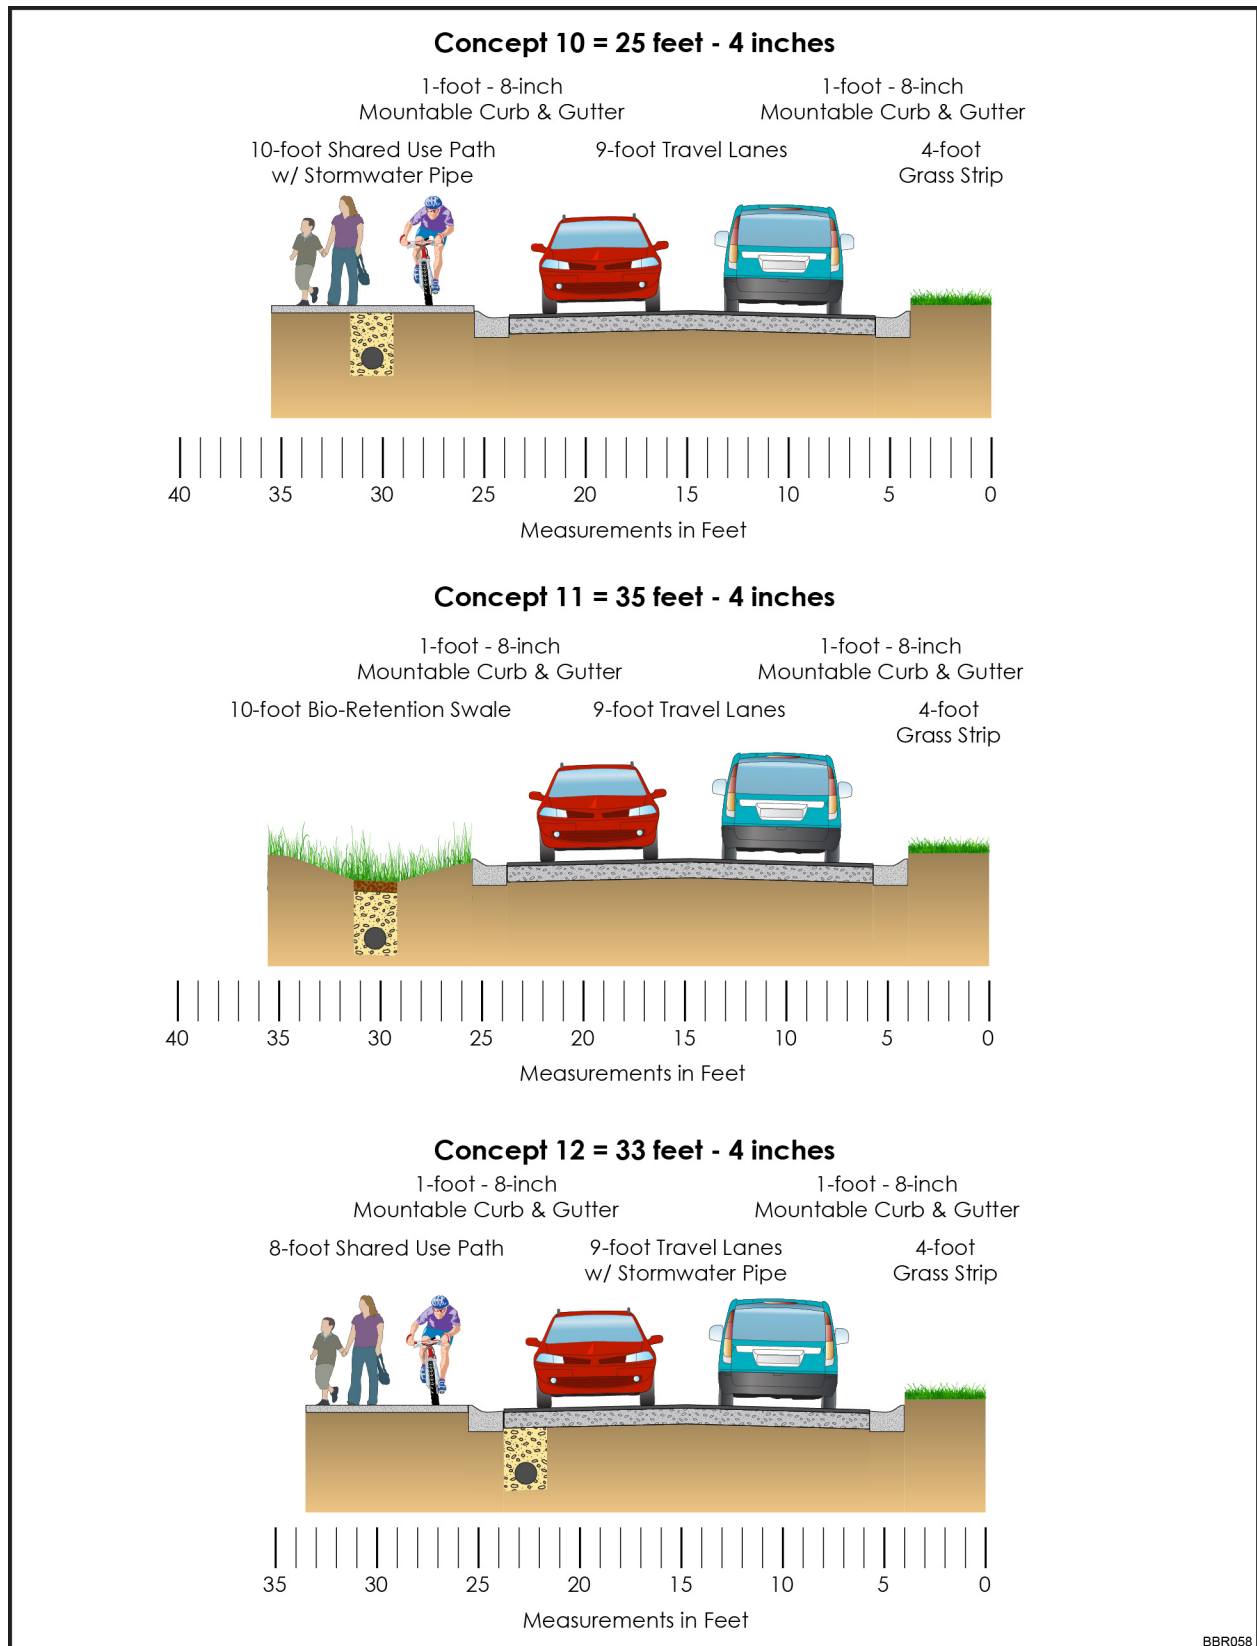 Concept 10 = 25 feet - 4 inches
1-foot - 8-inch
Mountable Curb & Gutter
1-foot - 8-inch
Mountable Curb & Gutter
10-foot Shared Use Path
w/ Stormwater Pipe
9-foot Travel Lanes
4-foot
Grass Strip
40 35 30 25 20 15 10 5 0
Measurements in Feet
Concept 11 = 35 feet - 4 inches
1-foot - 8-inch
Mountable Curb & Gutter
1-foot - 8-inch
Mountable Curb & Gutter
10-foot Bio-Retention Swale
9-foot Travel Lanes
4-foot
Grass Strip
40 35 30 25 20 15 10 5 0
Measurements in Feet
Concept 12 = 33 feet - 4 inches
1-foot - 8-inch
Mountable Curb & Gutter
1-foot - 8-inch
Mountable Curb & Gutter
8-foot Shared Use Path
9-foot Travel Lanes
w/ Stormwater Pipe
4-foot
Grass Strip
35 30 25 20 15 10 5 0
Measurements in Feet
BBR058